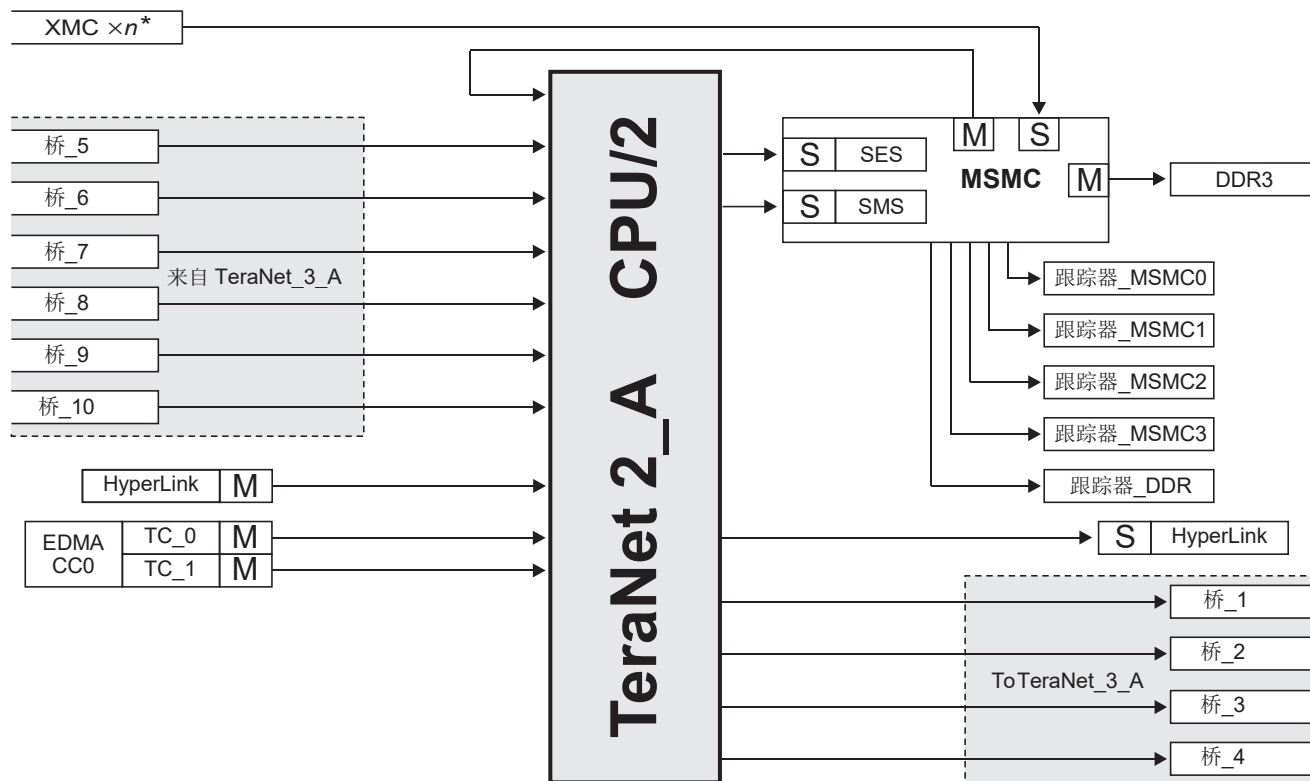 XMC ×n*
桥_5
桥_6
桥_7
来自 TeraNet_3_A
桥_8
桥_9
桥_10
HyperLink M
EDMA CC0
TC_0 M
TC_1 M
TeraNet 2_A CPU/2
M S
S SES
MSMC M
S SMS
DDR3
跟踪器_MSMC0
跟踪器_MSMC1
跟踪器_MSMC2
跟踪器_MSMC3
跟踪器_DDR
S HyperLink
桥_1
桥_2
ToTeraNet_3_A
桥_3
桥_4